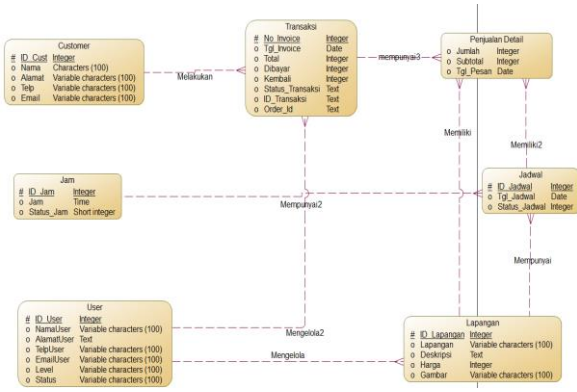 Customer
# ID_Cust Integer
o Nama Characters (100)
o Alamat Variable characters (100)
o Telp Variable characters (100)
o Email Variable characters (100)
Melakukan
Transaksi
# No_Invoice Integer
o Tgl_Invoice Date
o Total Integer
o Dibayar Integer
o Kembali Integer
o Status_Transaksi Text
o ID_Transaksi Text
o Order_Id Text
mempunyai3
Penjualan Detail
o Jumlah Integer
o Subtotal Integer
o Tgl_Pesan Date
Memiliki
Memiliki2
Jam
# ID_Jam Integer
o Jam Time
o Status_Jam Short integer
Mempunyai2
Jadwal
# ID_Jadwal Integer
o Tgl_Jadwal Date
o Status_Jadwal Integer
Mempunyai
User
# ID_User Integer
o NamaUser Variable characters (100)
o AlamatUser Text
o TelpUser Variable characters (100)
o EmailUser Variable characters (100)
o Level Variable characters (100)
o Status Variable characters (100)
Mengelola2
Mengelola
Lapangan
# ID_Lapangan Integer
o Lapangan Variable characters (100)
o Deskripsi Text
o Harga Integer
o Gambar Variable characters (100)